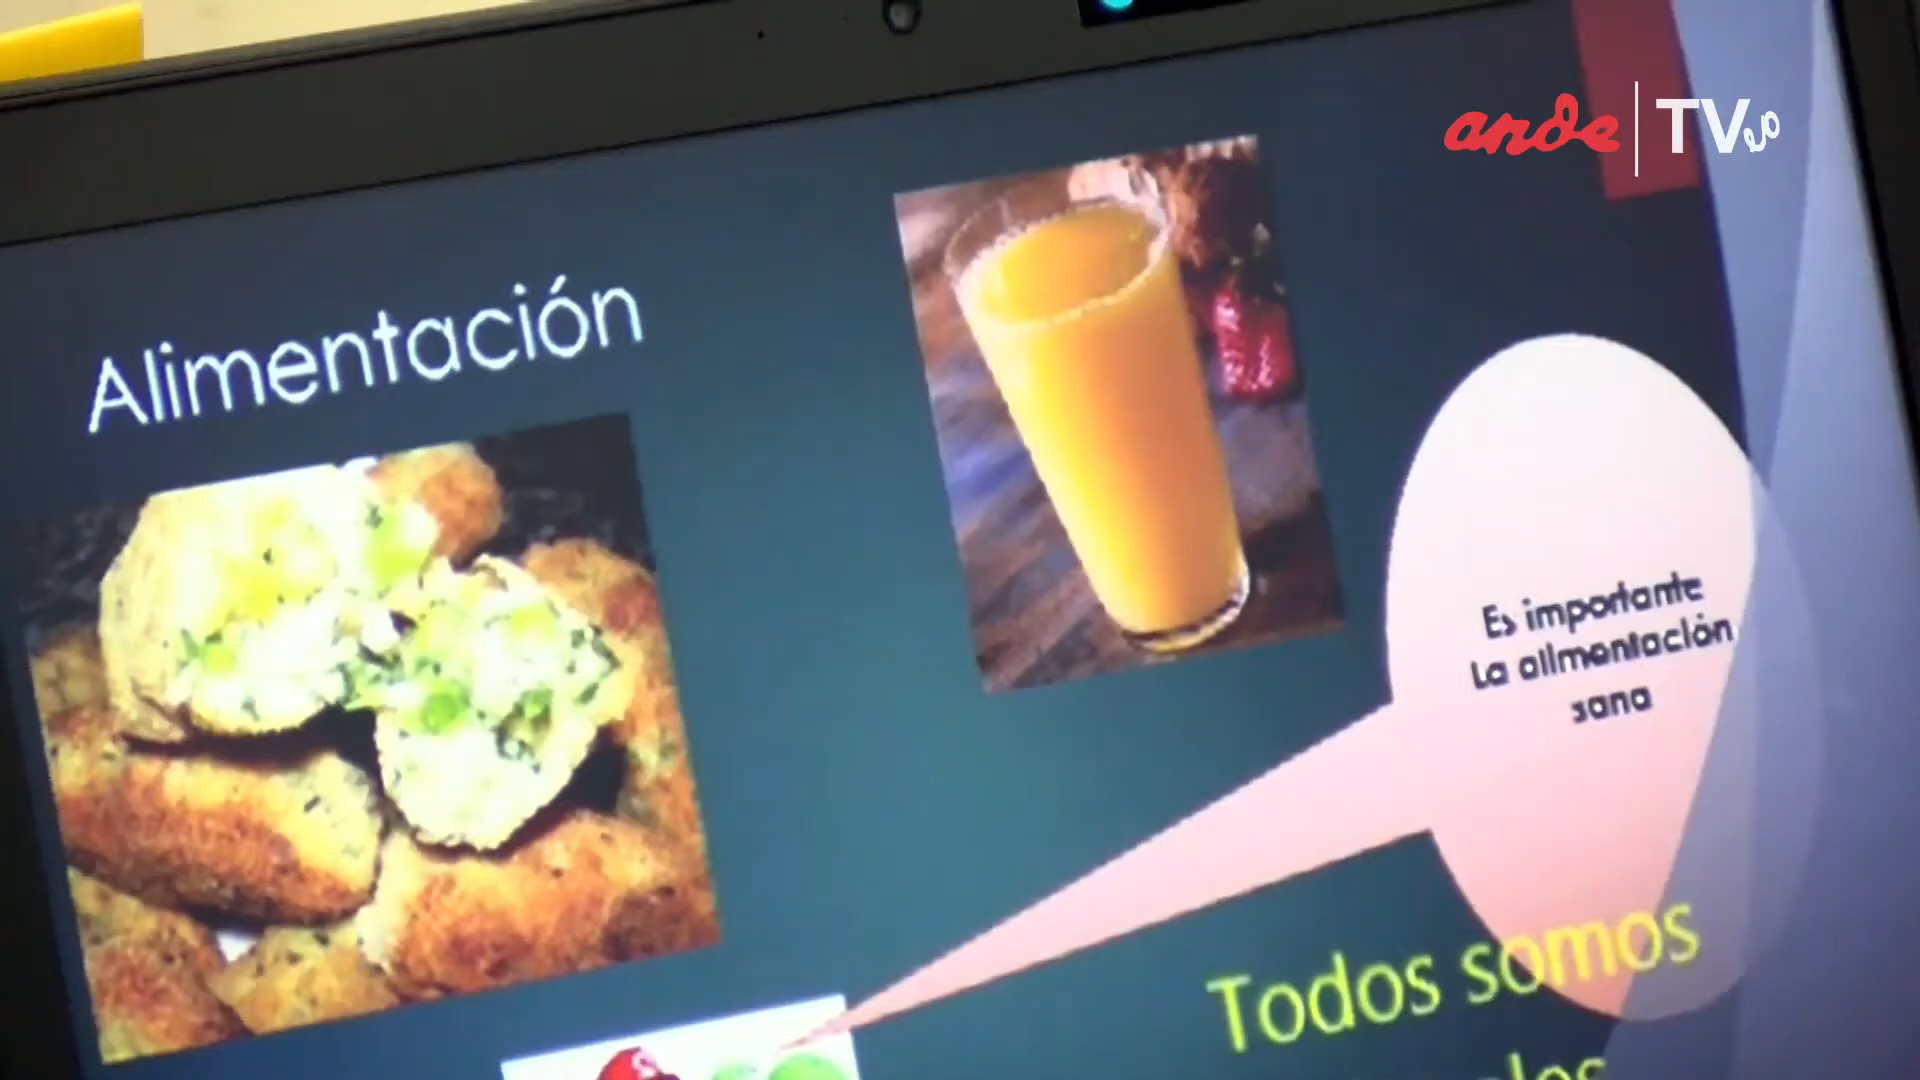 ande TV
Alimentación
Es importante
La alimentación
sana
Todos somos